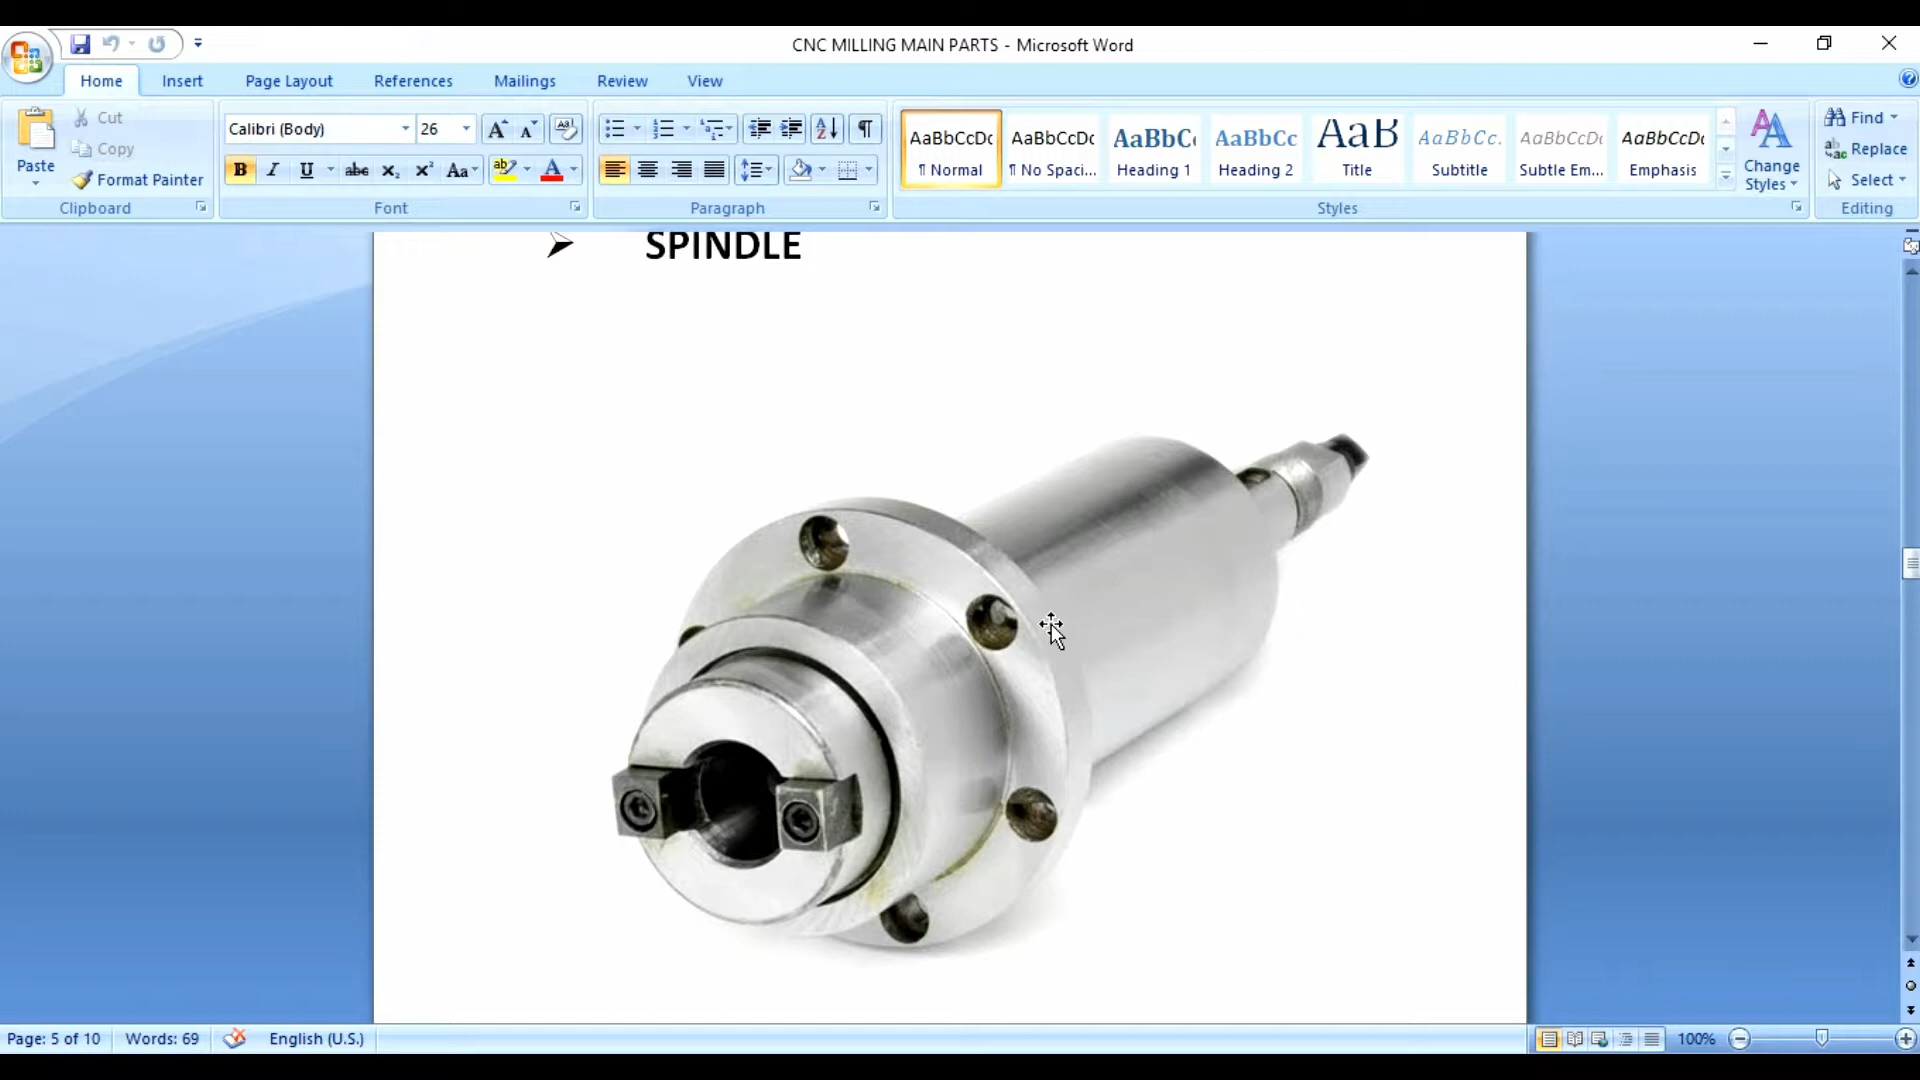 CNC MILLING MAIN PARTS - Microsoft Word
Home Insert Page Layout References Mailings Review View
Paste
Cut
Copy
Format Painter
Clipboard
Calibri (Body) 26
Font
Paragraph
AaBbCcDc AaBbCcDc AaBbC AaBbCc AaB AaBbCc. AaBbCcDc AaBbCcDc
¶ Normal ¶ No Spaci... Heading 1 Heading 2 Title Subtitle Subtle Em... Emphasis
Change
Styles
Styles
Find
Replace
Select
Editing
➢ SPINDLE
Page: 5 of 10 Words: 69 English (U.S.) 100%